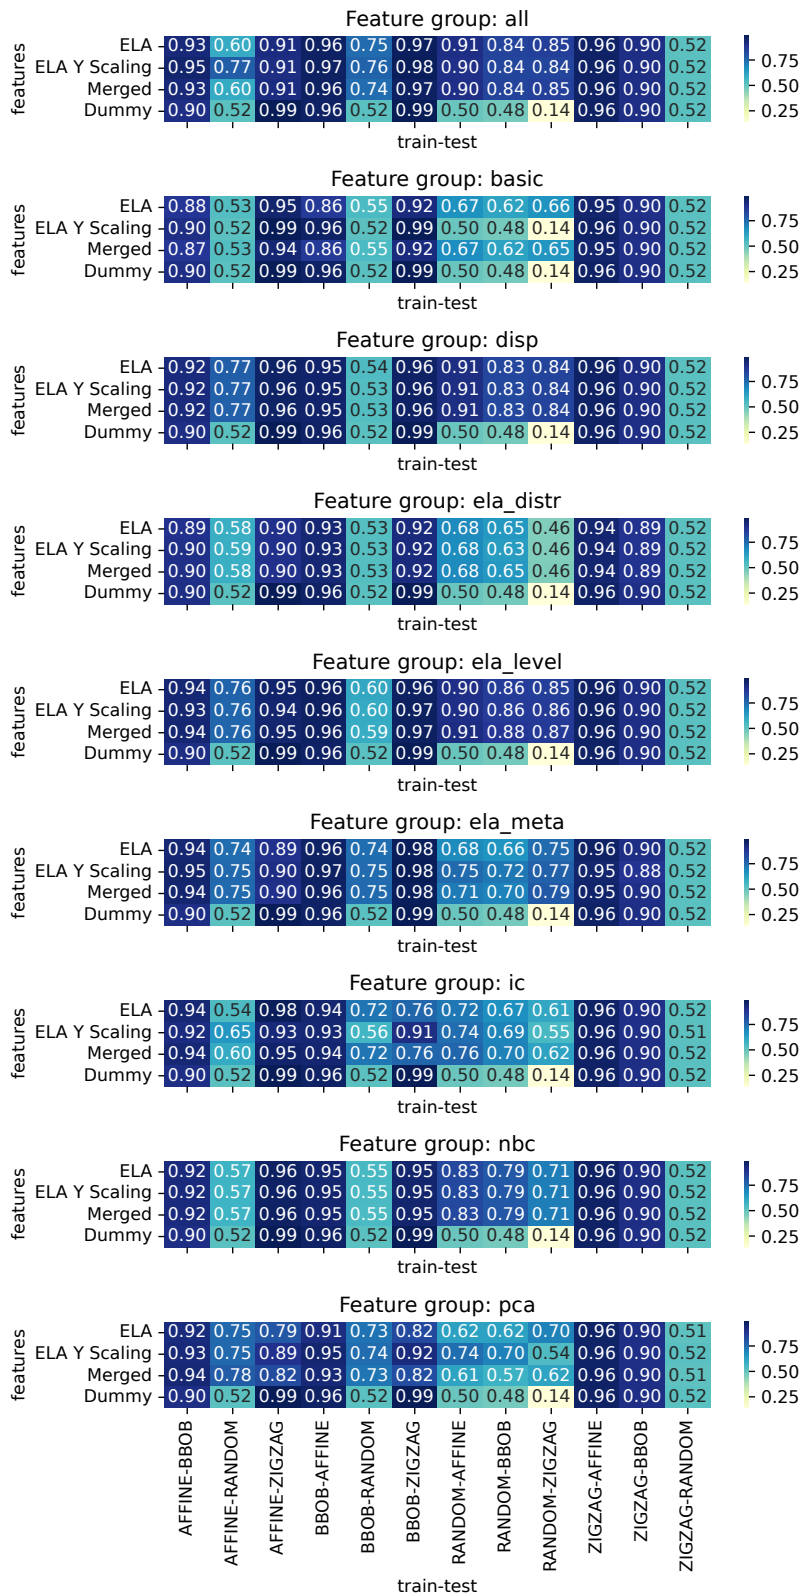 Feature group: all
features
ELA 0.93 0.60 0.91 0.96 0.75 0.97 0.91 0.84 0.85 0.96 0.90 0.52
ELA Y Scaling 0.95 0.77 0.91 0.97 0.76 0.98 0.90 0.84 0.84 0.96 0.90 0.52
Merged 0.93 0.60 0.91 0.96 0.74 0.97 0.90 0.84 0.85 0.96 0.90 0.52
Dummy 0.90 0.52 0.99 0.96 0.52 0.99 0.50 0.48 0.14 0.96 0.90 0.52
0.75
0.50
0.25
train-test
Feature group: basic
features
ELA 0.88 0.53 0.95 0.86 0.55 0.92 0.67 0.62 0.66 0.95 0.90 0.52
ELA Y Scaling 0.90 0.52 0.99 0.96 0.52 0.99 0.50 0.48 0.14 0.96 0.90 0.52
Merged 0.87 0.53 0.94 0.86 0.55 0.92 0.67 0.62 0.65 0.95 0.90 0.52
Dummy 0.90 0.52 0.99 0.96 0.52 0.99 0.50 0.48 0.14 0.96 0.90 0.52
0.75
0.50
0.25
train-test
Feature group: disp
features
ELA 0.92 0.77 0.96 0.95 0.54 0.96 0.91 0.83 0.84 0.96 0.90 0.52
ELA Y Scaling 0.92 0.77 0.96 0.95 0.53 0.96 0.91 0.83 0.84 0.96 0.90 0.52
Merged 0.92 0.77 0.96 0.95 0.53 0.96 0.91 0.83 0.84 0.96 0.90 0.52
Dummy 0.90 0.52 0.99 0.96 0.52 0.99 0.50 0.48 0.14 0.96 0.90 0.52
0.75
0.50
0.25
train-test
Feature group: ela_distr
features
ELA 0.89 0.58 0.90 0.93 0.53 0.92 0.68 0.65 0.46 0.94 0.89 0.52
ELA Y Scaling 0.90 0.59 0.90 0.93 0.53 0.92 0.68 0.63 0.46 0.94 0.89 0.52
Merged 0.90 0.58 0.90 0.93 0.53 0.92 0.68 0.65 0.46 0.94 0.89 0.52
Dummy 0.90 0.52 0.99 0.96 0.52 0.99 0.50 0.48 0.14 0.96 0.90 0.52
0.75
0.50
0.25
train-test
Feature group: ela_level
features
ELA 0.94 0.76 0.95 0.96 0.60 0.96 0.90 0.86 0.85 0.96 0.90 0.52
ELA Y Scaling 0.93 0.76 0.94 0.96 0.60 0.97 0.90 0.86 0.86 0.96 0.90 0.52
Merged 0.94 0.76 0.95 0.96 0.59 0.97 0.91 0.88 0.87 0.96 0.90 0.52
Dummy 0.90 0.52 0.99 0.96 0.52 0.99 0.50 0.48 0.14 0.96 0.90 0.52
0.75
0.50
0.25
train-test
Feature group: ela_meta
features
ELA 0.94 0.74 0.89 0.96 0.74 0.98 0.68 0.66 0.75 0.96 0.90 0.52
ELA Y Scaling 0.95 0.75 0.90 0.97 0.75 0.98 0.75 0.72 0.77 0.95 0.88 0.52
Merged 0.94 0.75 0.90 0.96 0.75 0.98 0.71 0.70 0.79 0.95 0.90 0.52
Dummy 0.90 0.52 0.99 0.96 0.52 0.99 0.50 0.48 0.14 0.96 0.90 0.52
0.75
0.50
0.25
train-test
Feature group: ic
features
ELA 0.94 0.54 0.98 0.94 0.72 0.76 0.72 0.67 0.61 0.96 0.90 0.52
ELA Y Scaling 0.92 0.65 0.93 0.93 0.56 0.91 0.74 0.69 0.55 0.96 0.90 0.51
Merged 0.94 0.60 0.95 0.94 0.72 0.76 0.76 0.70 0.62 0.96 0.90 0.52
Dummy 0.90 0.52 0.99 0.96 0.52 0.99 0.50 0.48 0.14 0.96 0.90 0.52
0.75
0.50
0.25
train-test
Feature group: nbc
features
ELA 0.92 0.57 0.96 0.95 0.55 0.95 0.83 0.79 0.71 0.96 0.90 0.52
ELA Y Scaling 0.92 0.57 0.96 0.95 0.55 0.95 0.83 0.79 0.71 0.96 0.90 0.52
Merged 0.92 0.57 0.96 0.95 0.55 0.95 0.83 0.79 0.71 0.96 0.90 0.52
Dummy 0.90 0.52 0.99 0.96 0.52 0.99 0.50 0.48 0.14 0.96 0.90 0.52
0.75
0.50
0.25
train-test
Feature group: pca
features
ELA 0.92 0.75 0.79 0.91 0.73 0.82 0.62 0.62 0.70 0.96 0.90 0.51
ELA Y Scaling 0.93 0.75 0.89 0.95 0.74 0.92 0.74 0.70 0.54 0.96 0.90 0.52
Merged 0.94 0.78 0.82 0.93 0.73 0.82 0.61 0.57 0.62 0.96 0.90 0.51
Dummy 0.90 0.52 0.99 0.96 0.52 0.99 0.50 0.48 0.14 0.96 0.90 0.52
0.75
0.50
0.25
AFFINE-BBOB
AFFINE-RANDOM
AFFINE-ZIGZAG
BBOB-AFFINE
BBOB-RANDOM
BBOB-ZIGZAG
RANDOM-AFFINE
RANDOM-BBOB
RANDOM-ZIGZAG
ZIGZAG-AFFINE
ZIGZAG-BBOB
ZIGZAG-RANDOM
train-test